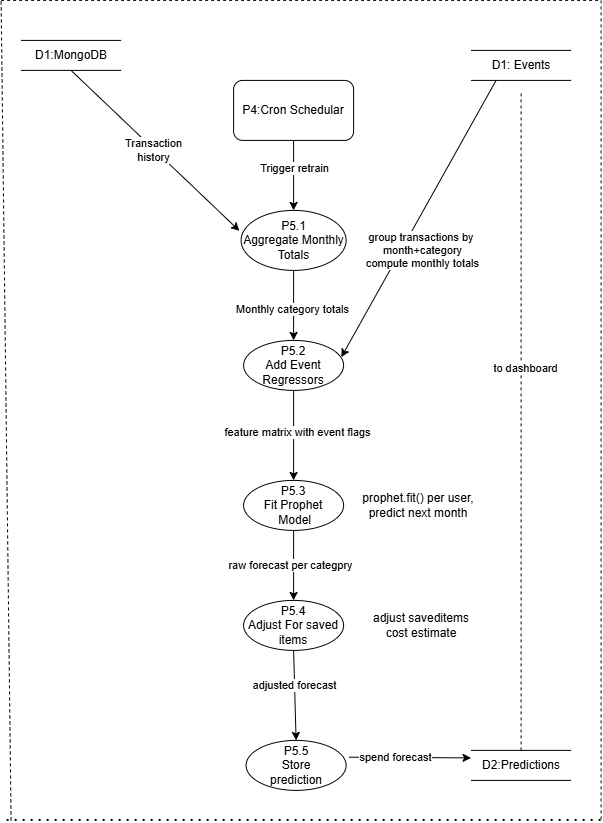 D1:MongoDB
D1: Events
P4:Cron Schedular
Transaction
history
Trigger retrain
P5.1
Aggregate Monthly
Totals
group transactions by
month+category
compute monthly totals
Monthly category totals
P5.2
Add Event
Regressors
to dashboard
feature matrix with event flags
P5.3
Fit Prophet
Model
prophet.fit() per user,
predict next month
raw forecast per categpry
P5.4
Adjust For saved
items
adjust saveditems
cost estimate
adjusted forecast
P5.5
Store
prediction
spend forecast
D2:Predictions